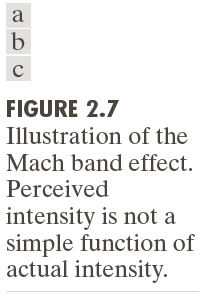 a
b
c
FIGURE 2.7
Illustration of the
Mach band effect.
Perceived
intensity is not a
simple function of
actual intensity.